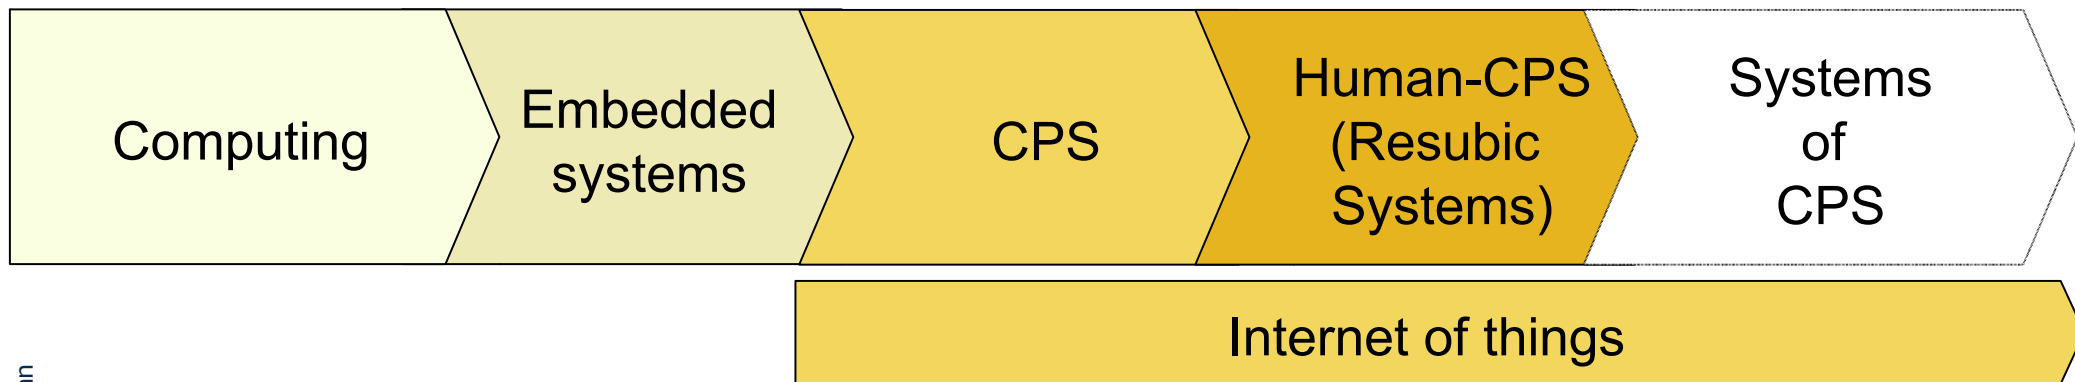 Computing
Embedded
systems
CPS
Human-CPS
(Resubic
Systems)
Systems
of
CPS
Internet of things